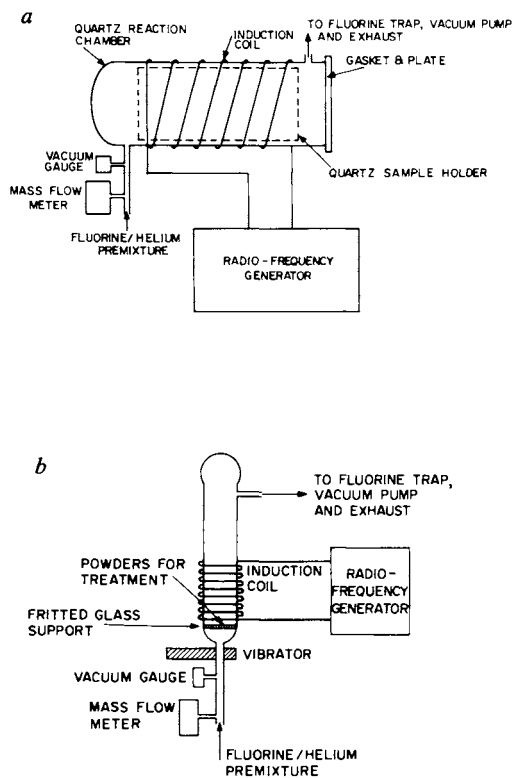 a
QUARTZ REACTION
CHAMBER
INDUCTION
COIL
TO FLUORINE TRAP, VACUUM PUMP
AND EXHAUST
GASKET & PLATE
VACUUM
GAUGE
MASS FLOW
METER
QUARTZ SAMPLE HOLDER
FLUORINE/HELIUM
PREMIXTURE
RADIO-FREQUENCY
GENERATOR
b
TO FLUORINE TRAP,
VACUUM PUMP
AND EXHAUST
POWDERS FOR
TREATMENT
INDUCTION
COIL
RADIO-
FREQUENCY
GENERATOR
FRITTED GLASS
SUPPORT
VIBRATOR
VACUUM GAUGE
MASS FLOW
METER
FLUORINE/HELIUM
PREMIXTURE